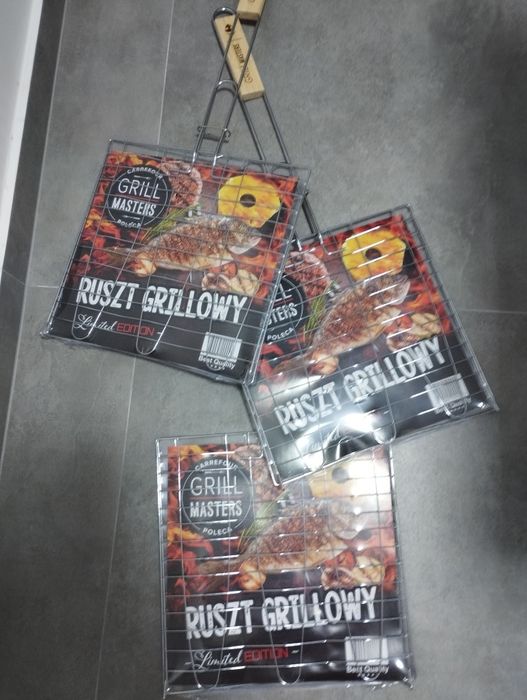 CARREFOUR
GRILL
MASTERS
POLECA
RUSZT GRILLOWY
Limited EDITION
Best Quality
POLECA
RUSZT GRILLOWY
CARREFOUR
GRILL
MASTERS
POLECA
RUSZT GRILLOWY
Limited EDITION
Best Quality